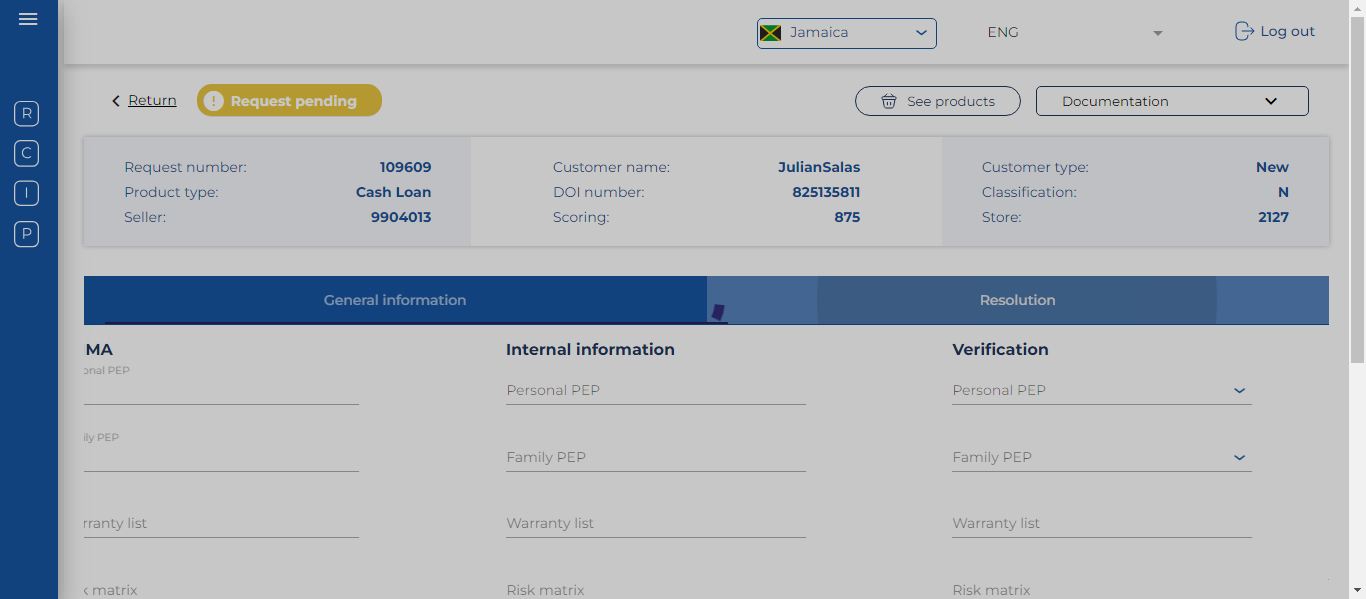 Jamaica ENG Log out
R
C
I
P
Return Request pending See products Documentation
Request number: 109609 Customer name: JulianSalas Customer type: New
Product type: Cash Loan DOI number: 825135811 Classification: N
Seller: 9904013 Scoring: 875 Store: 2127
General information Resolution
MA Internal information Verification
onal PEP
Personal PEP Personal PEP
ily PEP
Family PEP Family PEP
rranty list Warranty list Warranty list
k matrix Risk matrix Risk matrix